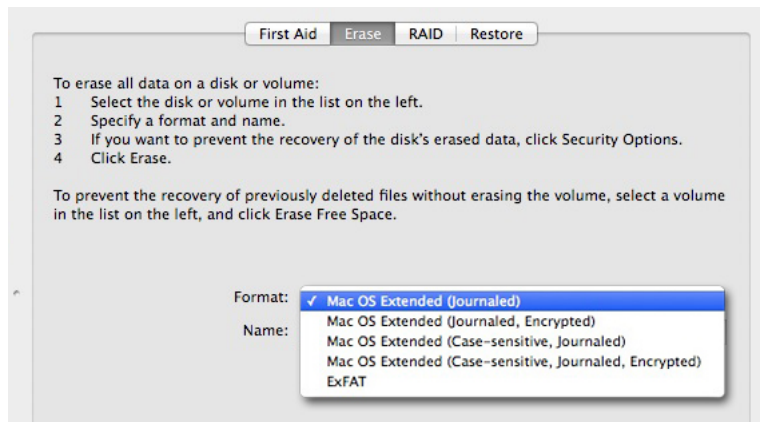 First Aid Erase RAID Restore
To erase all data on a disk or volume:
1 Select the disk or volume in the list on the left.
2 Specify a format and name.
3 If you want to prevent the recovery of the disk's erased data, click Security Options.
4 Click Erase.
To prevent the recovery of previously deleted files without erasing the volume, select a volume
in the list on the left, and click Erase Free Space.
Format: ✓ Mac OS Extended (Journaled)
Name: Mac OS Extended (Journaled, Encrypted)
Mac OS Extended (Case-sensitive, Journaled)
Mac OS Extended (Case-sensitive, Journaled, Encrypted)
ExFAT